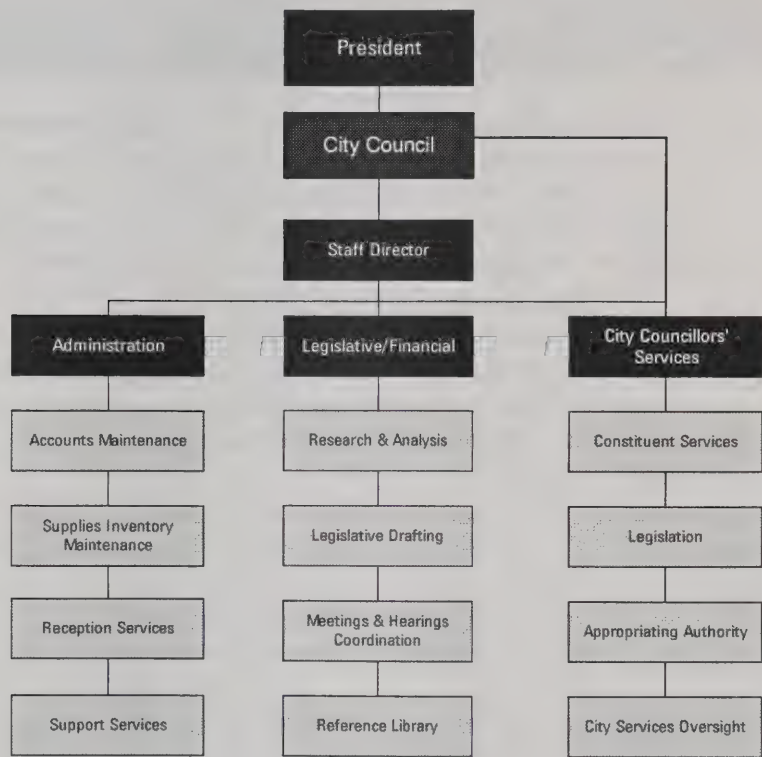 President
City Council
Staff Director
Administration
Legislative/Financial
City Councillors'
Services
Accounts Maintenance
Research & Analysis
Constituent Services
Supplies Inventory
Maintenance
Legislative Drafting
Legislation
Reception Services
Meetings & Hearings
Coordination
Appropriating Authority
Support Services
Reference Library
City Services Oversight